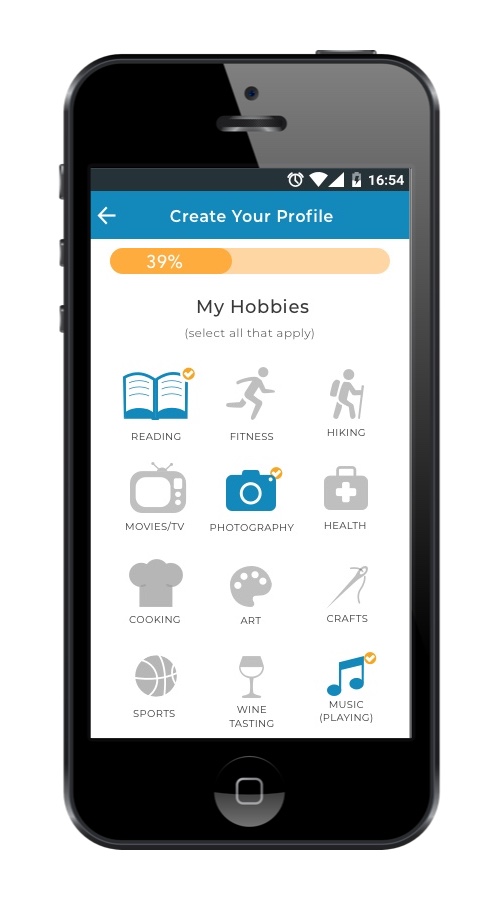 16:54
Create Your Profile
39%
My Hobbies
(select all that apply)
READING
FITNESS
HIKING
MOVIES/TV
PHOTOGRAPHY
HEALTH
COOKING
ART
CRAFTS
SPORTS
WINE
TASTING
MUSIC
(PLAYING)